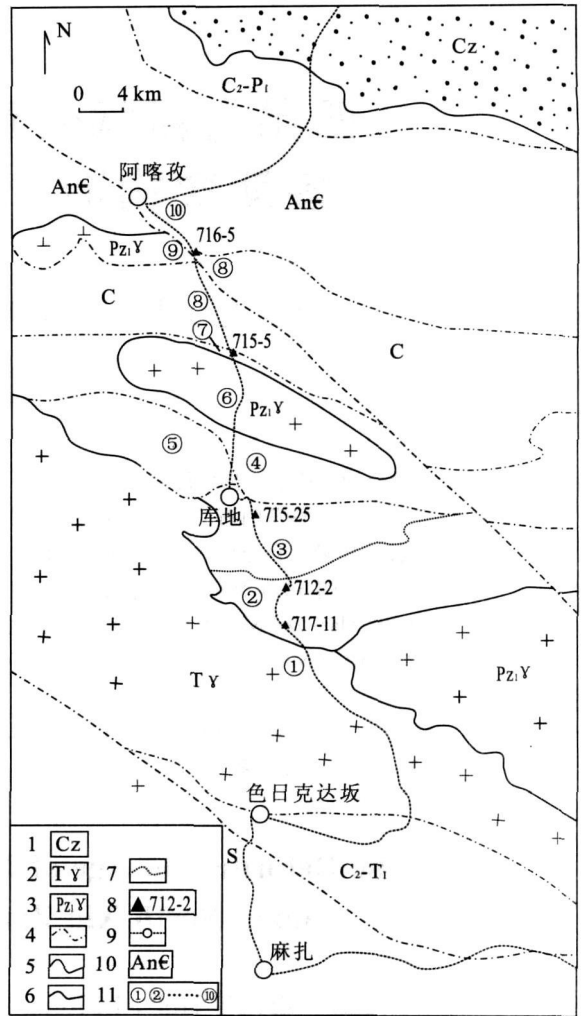 N
0 4 km
Cz
C₂-P₁
阿喀孜
An€
An€
⑩
716-5
Pz₁γ
⑨
⑧
C
⑧
C
⑦
715-5
⑥
Pz₁γ
⑤
④
库地
715-25
③
712-2
②
717-11
①
Tγ
Pz₁γ
色日克达坂
S
C₂-T₁
麻扎
1 Cz
2 Tγ 7
3 Pz₁γ 8 ▲712-2
4 9
5 10 An€
6 11 ①②……⑩